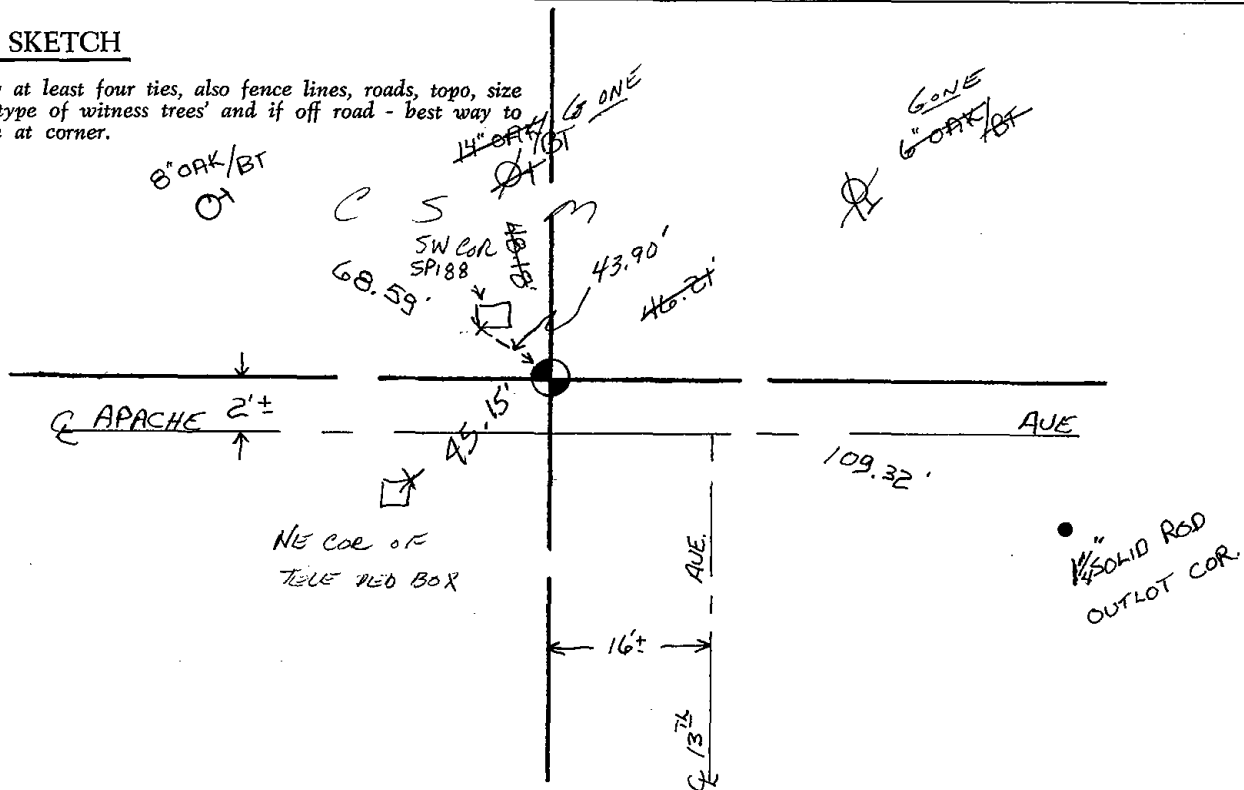 SKETCH
at least four ties, also fence lines, roads, topo, size
type of witness trees' and if off road - best way to
at corner.
14" OAK/BT
GONE
GONE
6" OAK/BT
8" OAK/BT
C S M
SW COR
SP188
48.18'
43.90'
68.59'
46.21'
℄ APACHE 2'±
AVE
45.15'
109.32'
NE COR OF
TELE PED BOX
AVE.
SOLID ROD
OUTLOT COR.
16'±
℄ 13TH